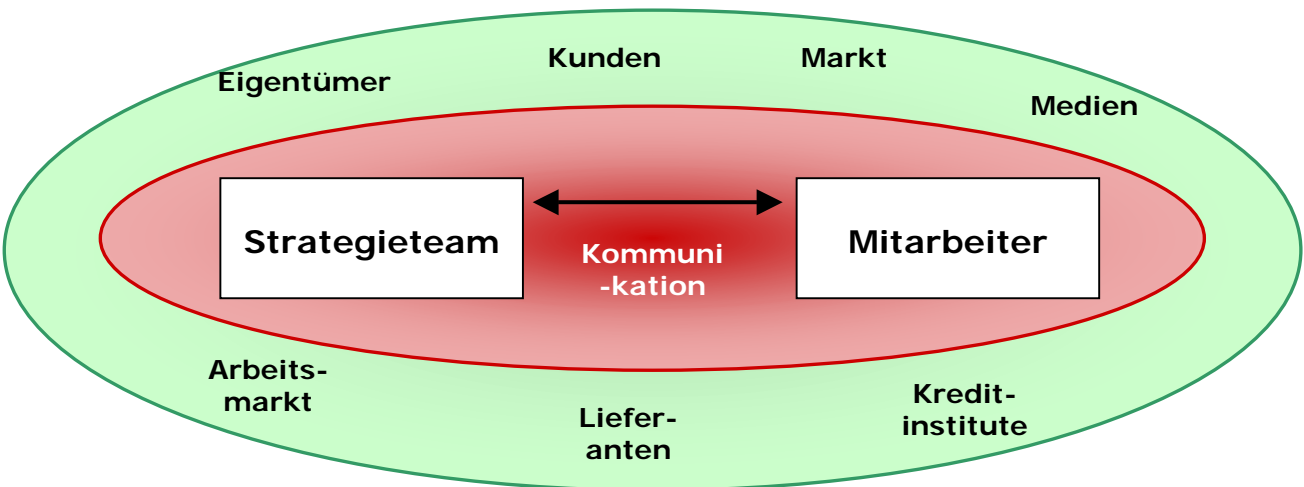 Kunden
Markt
Eigentümer
Medien
Strategieteam
Kommuni
-kation
Mitarbeiter
Arbeits-
markt
Liefer-
anten
Kredit-
institute